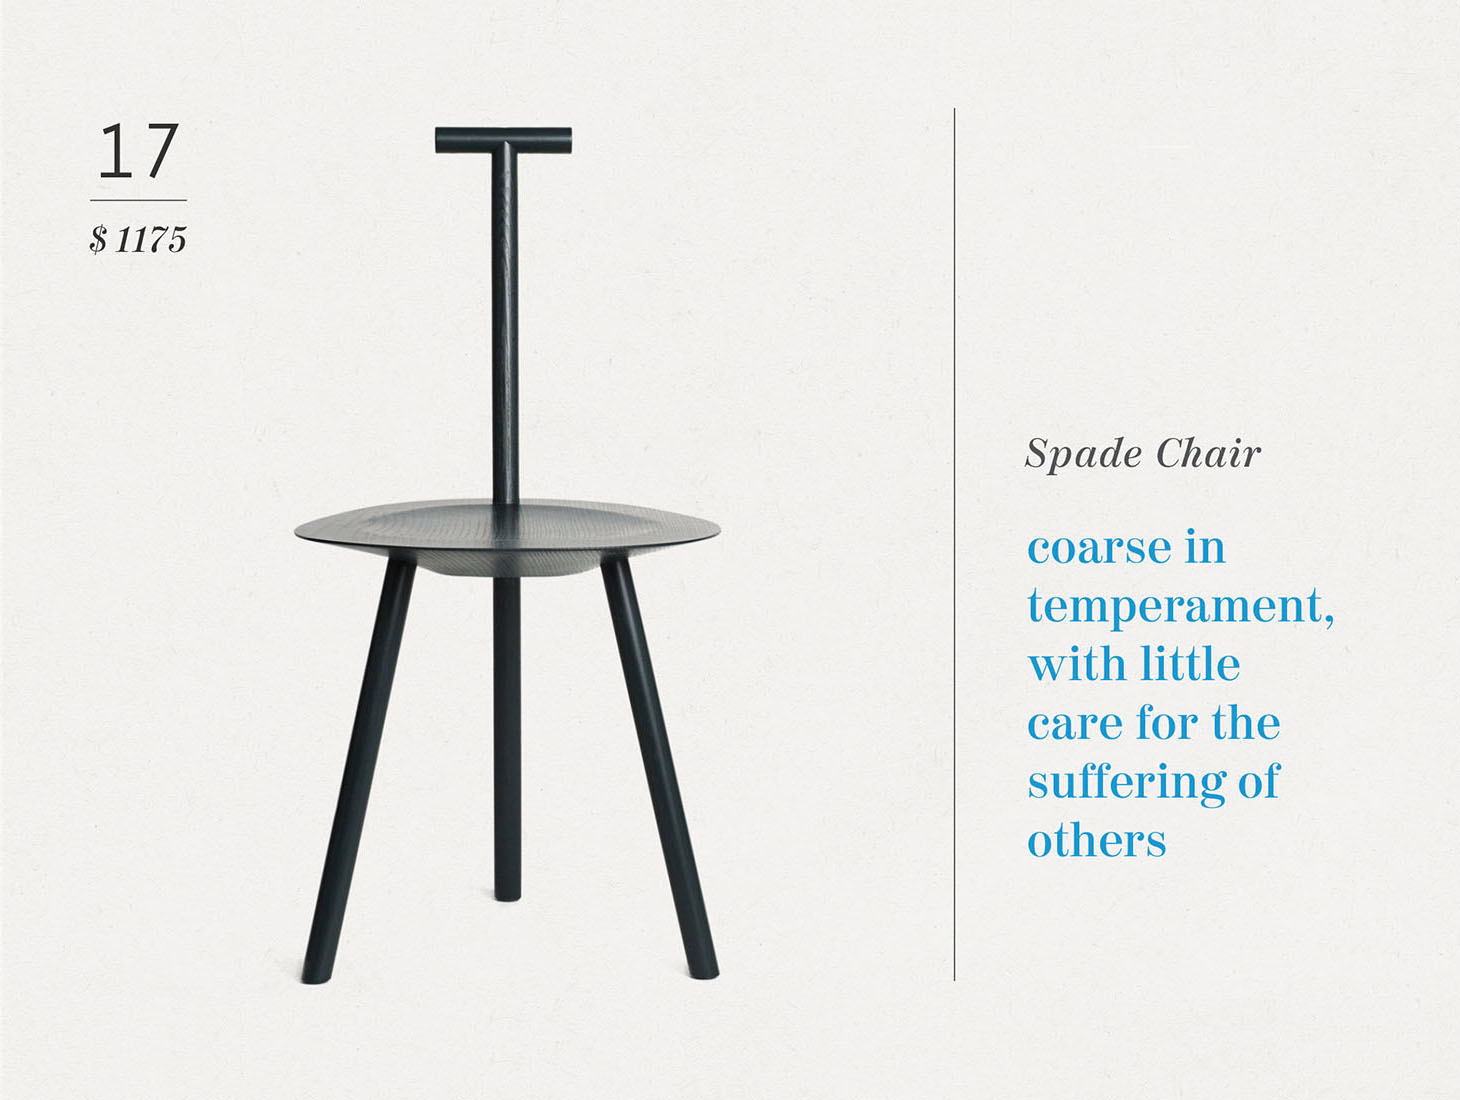 17
$ 1175
Spade Chair
coarse in
temperament,
with little
care for the
suffering of
others